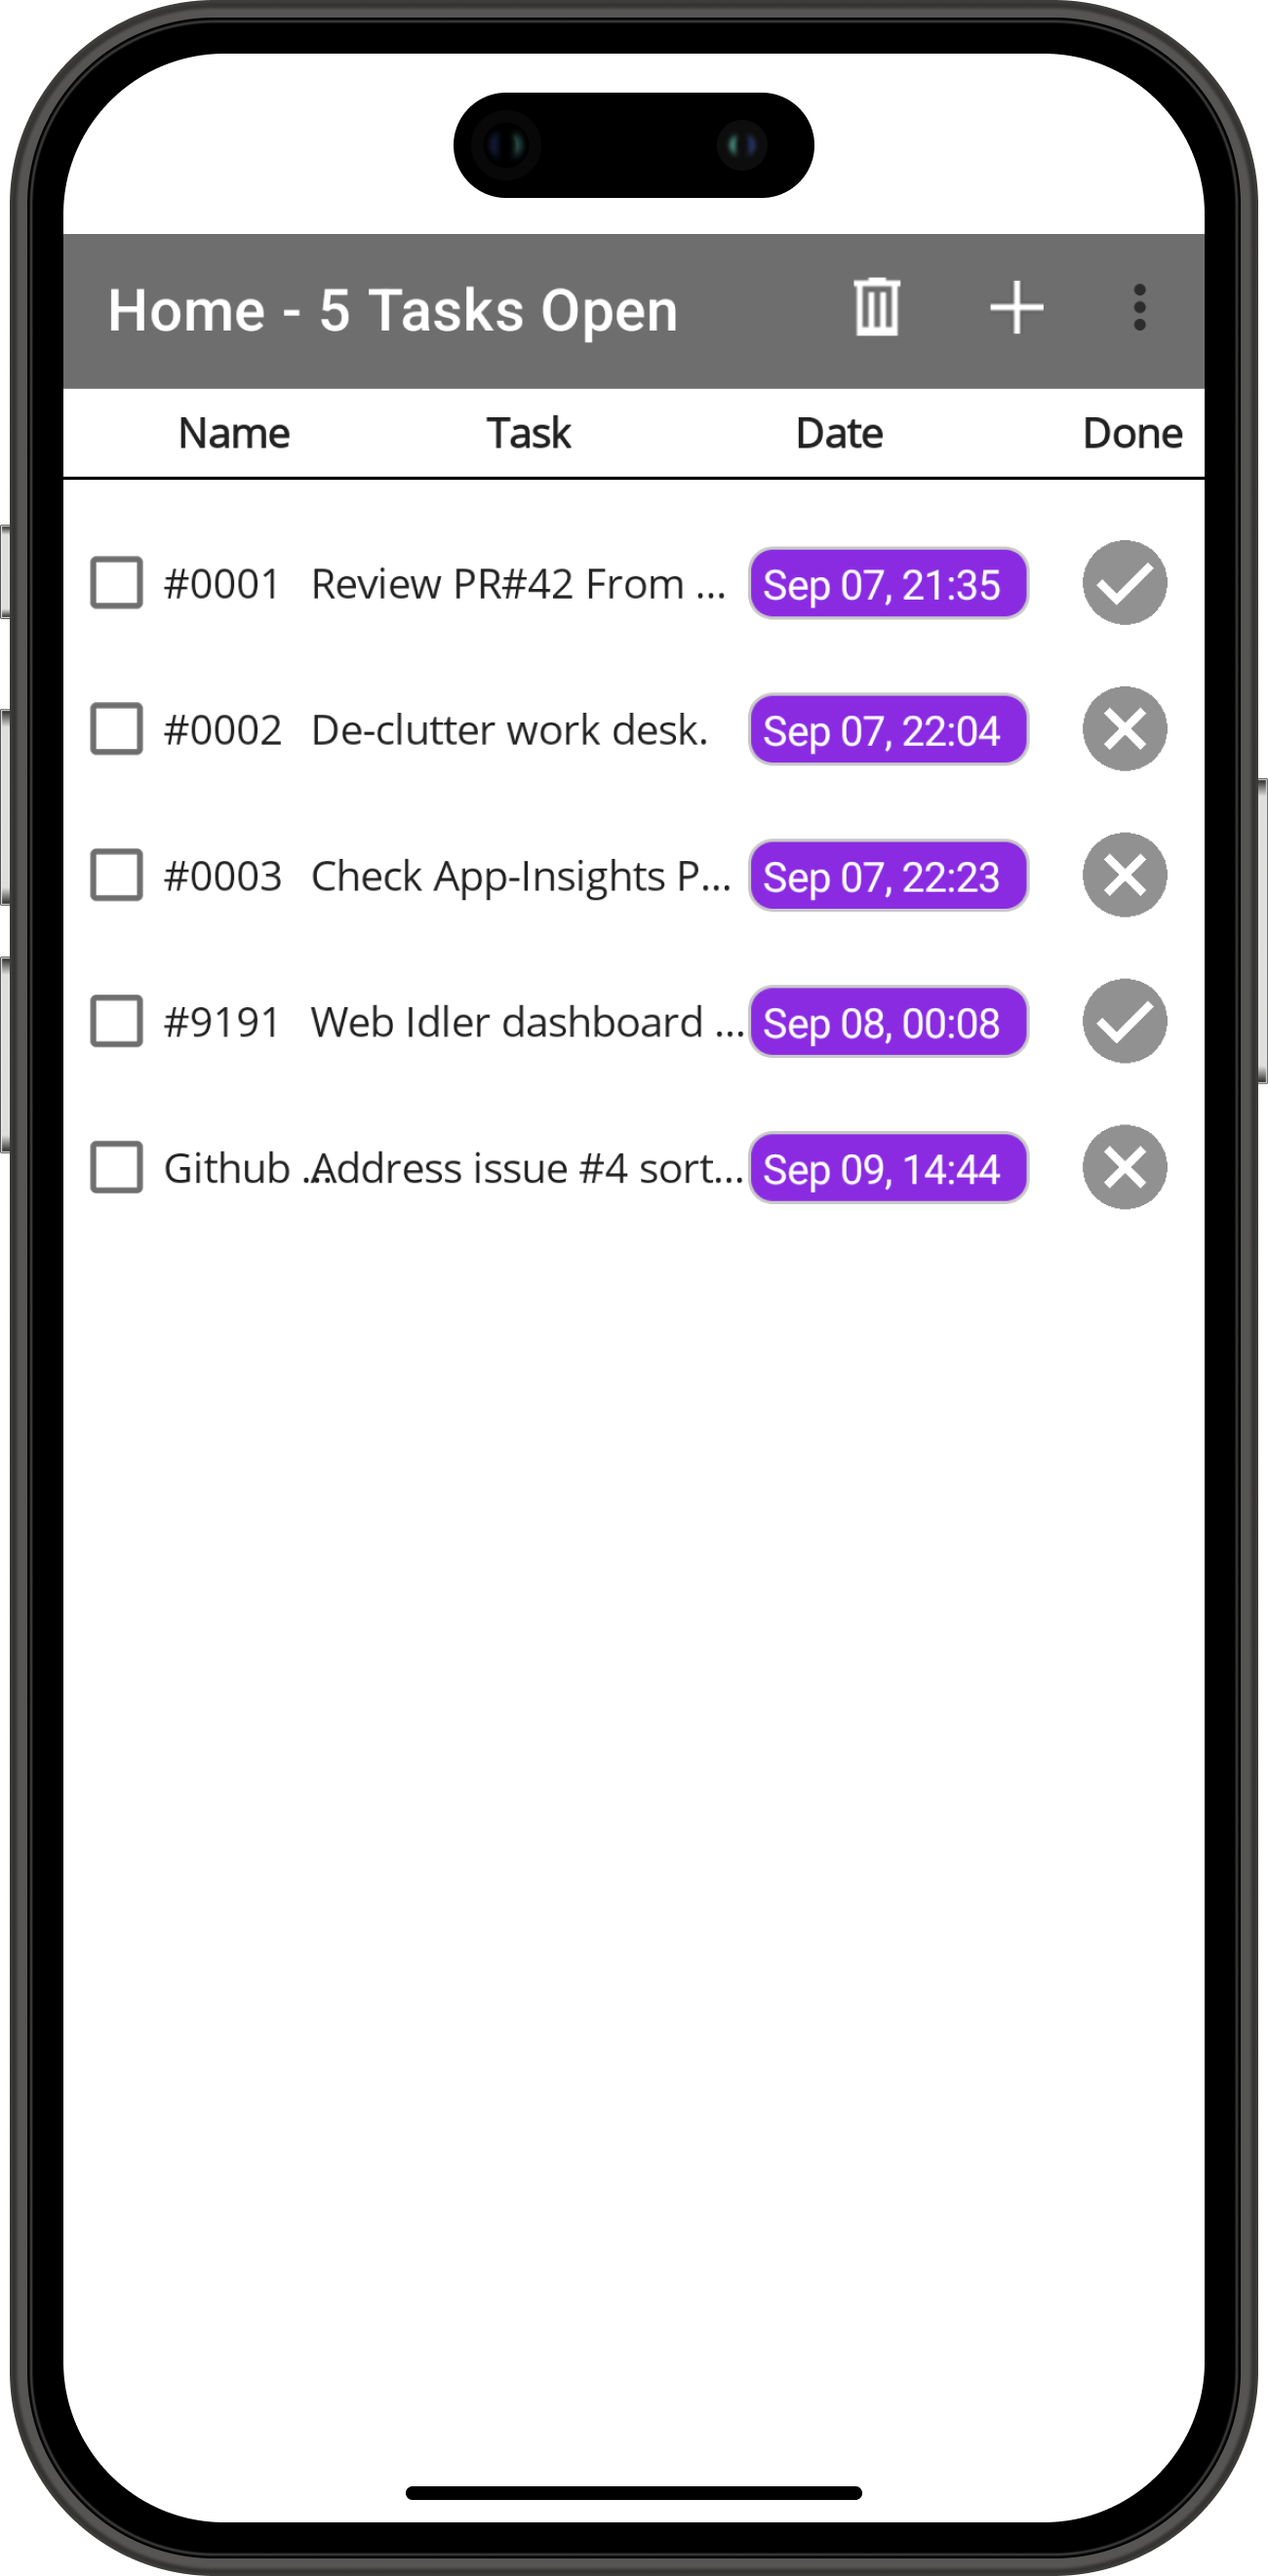 Home - 5 Tasks Open
Name Task Date Done
#0001 Review PR#42 From ... Sep 07, 21:35
#0002 De-clutter work desk. Sep 07, 22:04
#0003 Check App-Insights P... Sep 07, 22:23
#9191 Web Idler dashboard ... Sep 08, 00:08
Github ... Address issue #4 sort... Sep 09, 14:44